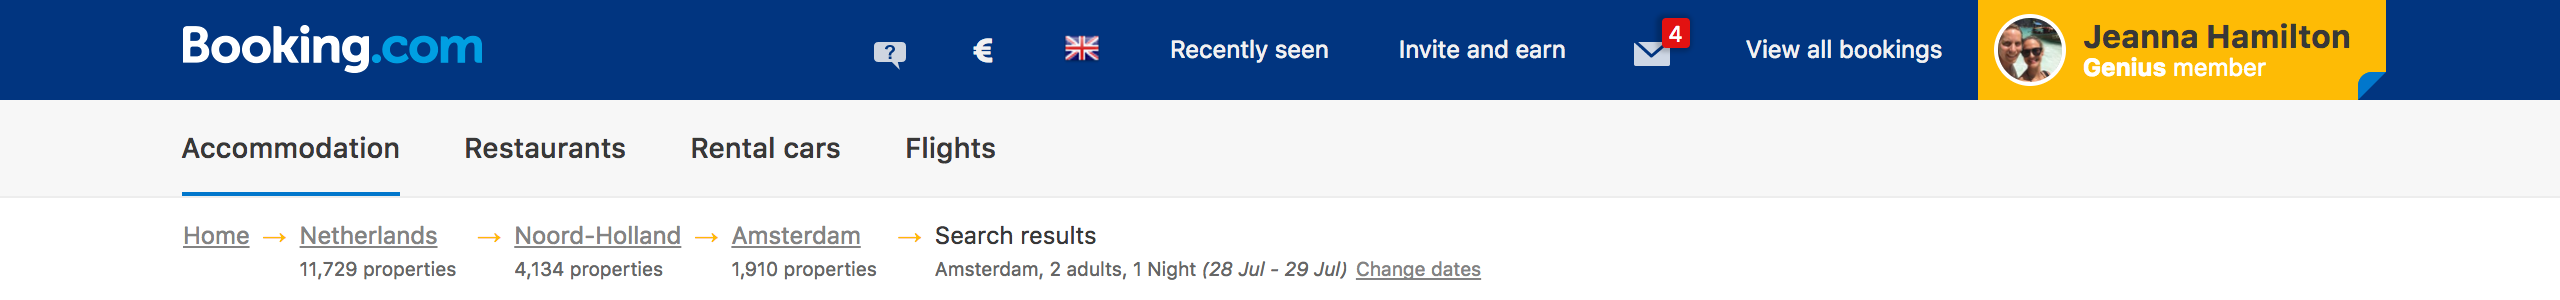 Booking.com
?
€
Recently seen
Invite and earn
4
View all bookings
Jeanna Hamilton
Genius member
Accommodation
Restaurants
Rental cars
Flights
Home → Netherlands → Noord-Holland → Amsterdam → Search results
11,729 properties
4,134 properties
1,910 properties
Amsterdam, 2 adults, 1 Night (28 Jul - 29 Jul) Change dates